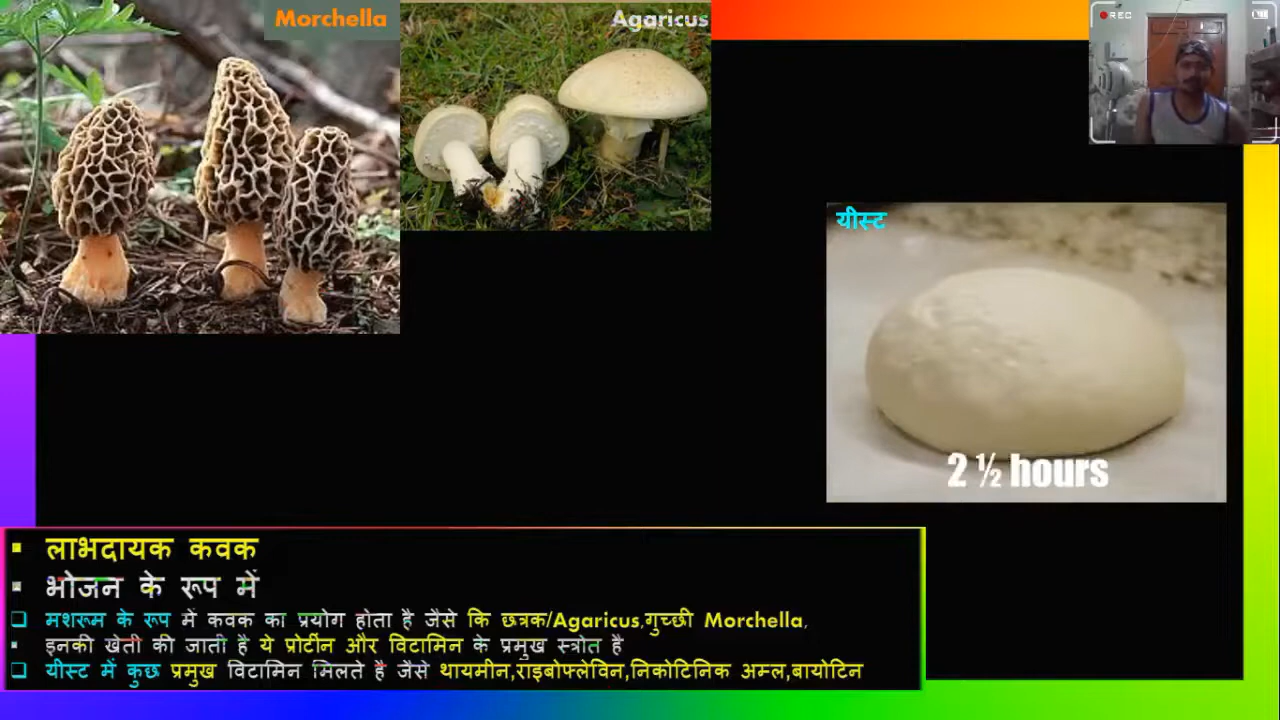 Morchella
Agaricus
REC
यीस्ट
2 ½ hours
लाभदायक कवक
भोजन के रूप में
मशरूम के रूप में कवक का प्रयोग होता है जैसे कि छत्रक/Agaricus,गुच्छी Morchella,
इनकी खेती की जाती है ये प्रोटीन और विटामिन के प्रमुख स्त्रोत है
यीस्ट में कुछ प्रमुख विटामिन मिलते है जैसे थायमीन,राइबोफ्लेविन,निकोटिनिक अम्ल,बायोटिन